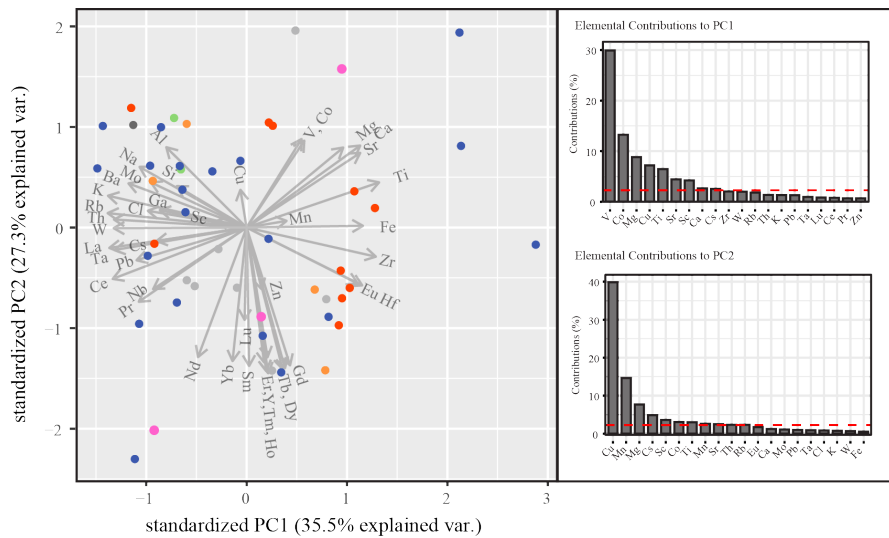 2
1
0
−1
−2
−1
0
1
2
3
standardized PC2 (27.3% explained var.)
standardized PC1 (35.5% explained var.)
Al
Na
Mo
Si
Ba
K
Ga
Rb
Cl
Sc
Th
W
La
Cs
Ta
Pb
Ce
Nb
Pr
Cu
V, Co
Mg
Ca
Sr
Ti
Mn
Fe
Zr
Eu
Hf
Zn
Lu
Nd
Yb
Sm
Er,Y,Tm, Ho
Tb, Dy
Gd
Elemental Contributions to PC1
Contributions (%)
30
20
10
0
V
Co
Mg
Cu
Ti
Sr
Sc
Ca
Cs
Zr
W
Rb
Th
K
Pb
Ta
Lu
Ce
Pr
Zn
Elemental Contributions to PC2
Contributions (%)
40
30
20
10
0
Cu
Mn
Mg
Cs
Sc
Co
Ti
Mn
Sr
Th
Rb
Eu
Ca
Mo
Pb
Ta
Cl
K
W
Fe